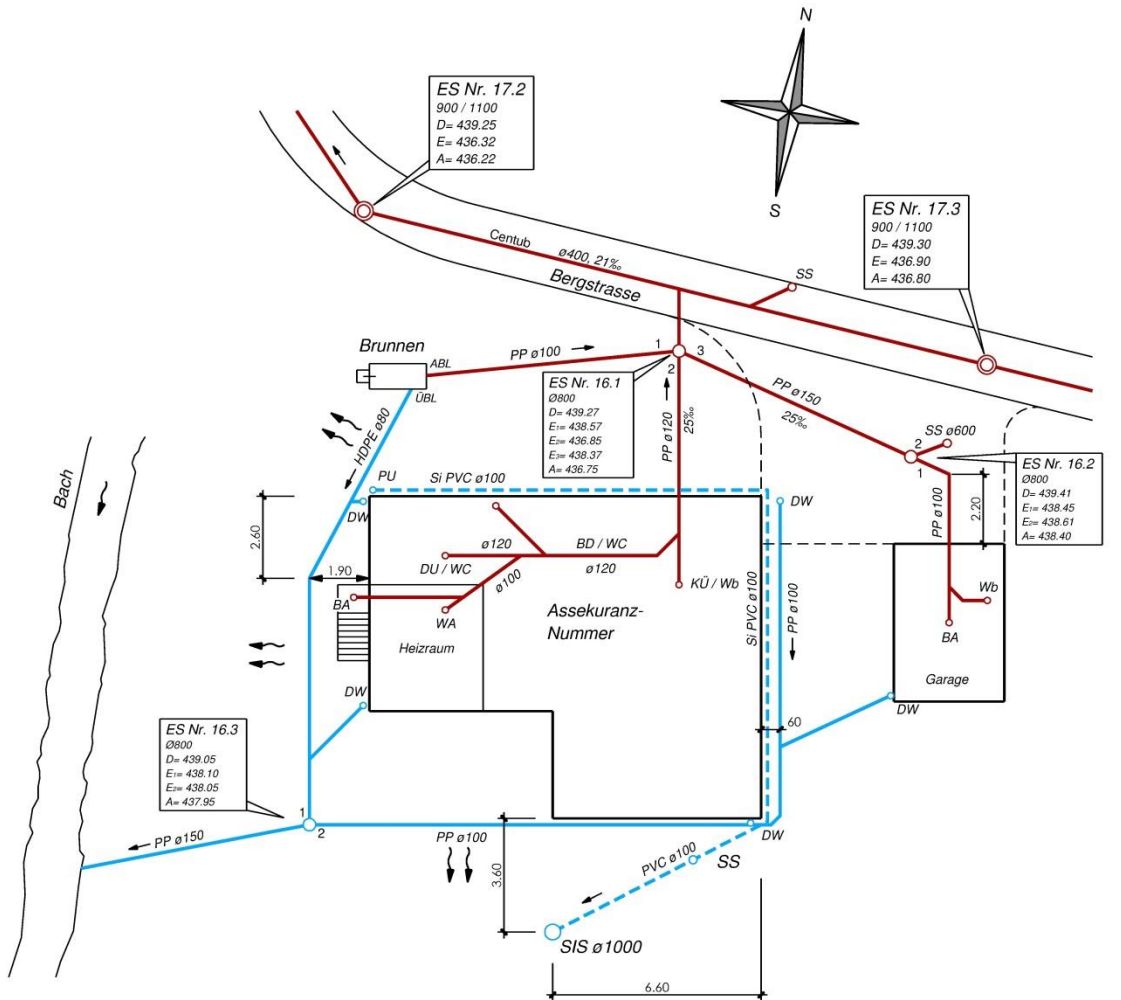 N
S
ES Nr. 17.2
900 / 1100
D= 439.25
E= 436.32
A= 436.22
ES Nr. 17.3
900 / 1100
D= 439.30
E= 436.90
A= 436.80
Centub
ø400, 21‰
Bergstrasse
SS
Brunnen
ABL
ÜBL
PP ø100
1
2
3
ES Nr. 16.1
Ø800
D= 439.27
E1= 438.57
E2= 436.85
E3= 438.37
A= 436.75
PP ø150
25‰
SS ø600
2
1
ES Nr. 16.2
Ø800
D= 439.41
E1= 438.45
E2= 438.61
A= 438.40
PP ø120
25‰
HDPE ø80
Bach
PU
Si PVC ø100
DW
DW
PP ø100
2.20
2.60
1.90
ø120
BD / WC
DU / WC
ø100
ø120
KÜ / Wb
BA
WA
Assekuranz-
Nummer
Heizraum
Si PVC ø100
PP ø100
Wb
BA
Garage
DW
DW
60
ES Nr. 16.3
Ø800
D= 439.05
E1= 438.10
E2= 438.05
A= 437.95
1
2
PP ø150
PP ø100
DW
3.60
PVC ø100
SS
SIS ø1000
6.60